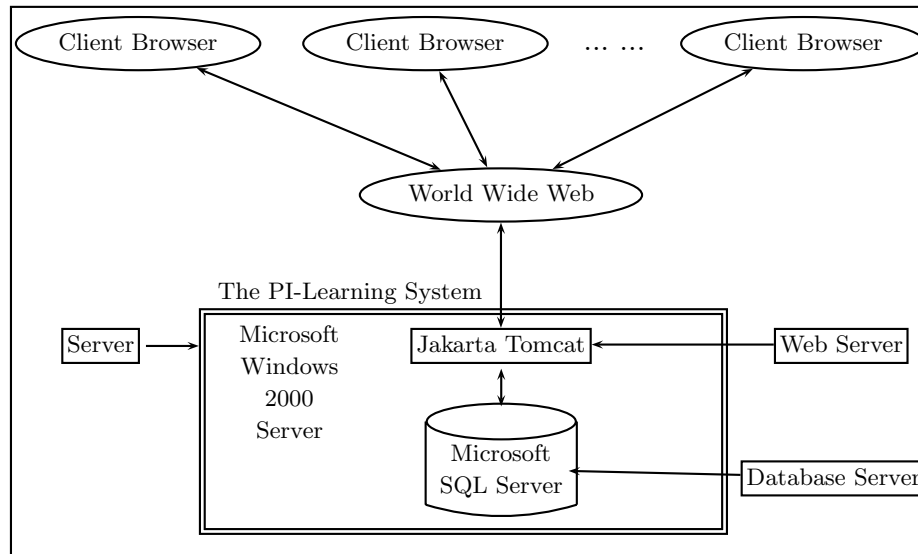 Client Browser
Client Browser
... ...
Client Browser
World Wide Web
The PI-Learning System
Server
Microsoft
Windows
2000
Server
Jakarta Tomcat
Web Server
Microsoft
SQL Server
Database Server